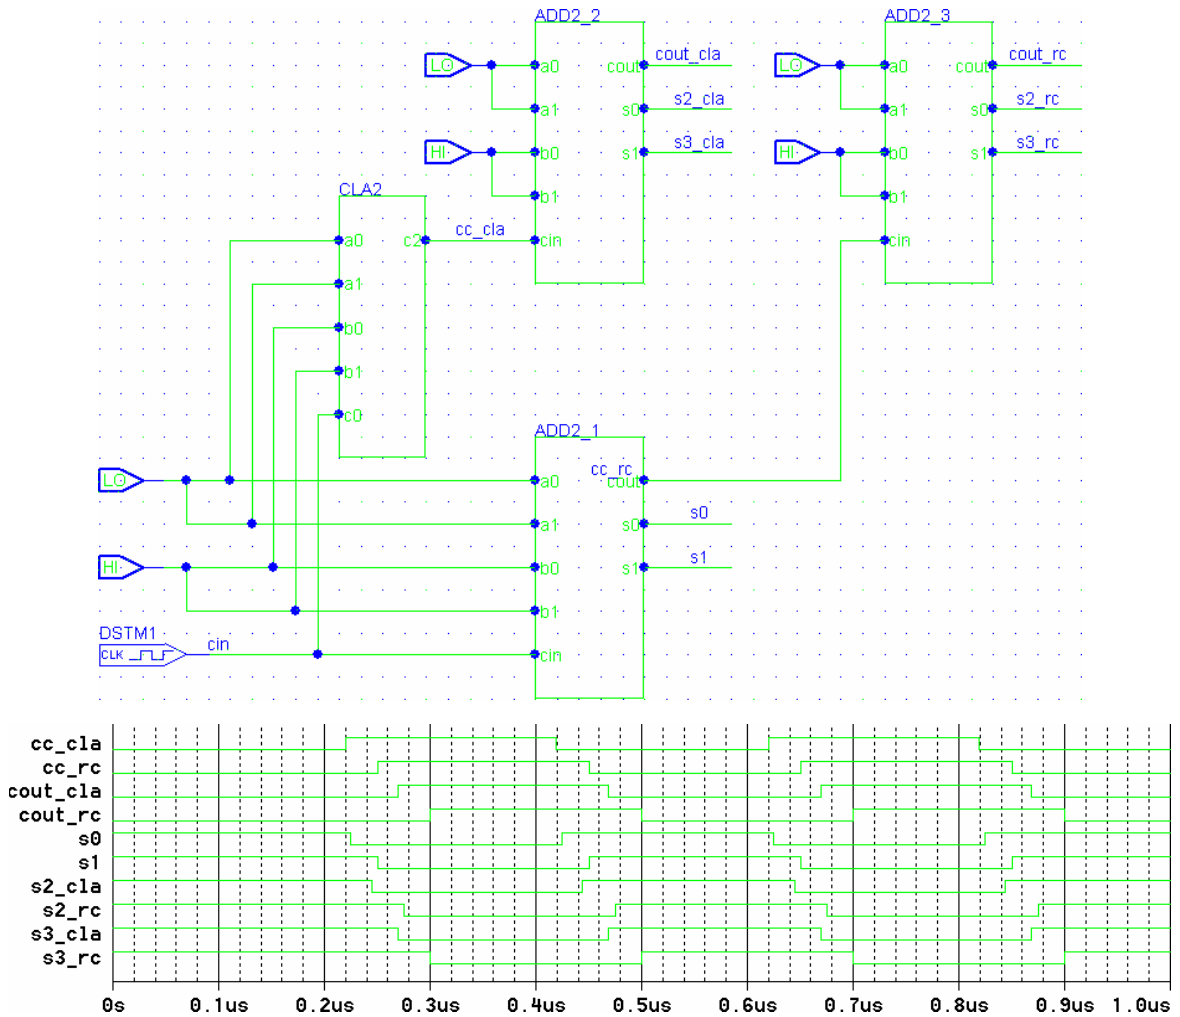 ADD2_2 ADD2_3
LO a0 cout cout_cla LO a0 cout cout_rc
a1 s0 s2_cla a1 s0 s2_rc
HI b0 s1 s3_cla HI b0 s1 s3_rc
b1 b1
CLA2
a0 c2 cc_cla cin cin
a1
b0
b1
c0
ADD2_1
LO a0 cc_rc cout
a1 s0 s0
HI b0 s1 s1
b1
DSTM1
CLK cin cin
cc_cla
cc_rc
cout_cla
cout_rc
s0
s1
s2_cla
s2_rc
s3_cla
s3_rc
0s 0.1us 0.2us 0.3us 0.4us 0.5us 0.6us 0.7us 0.8us 0.9us 1.0us